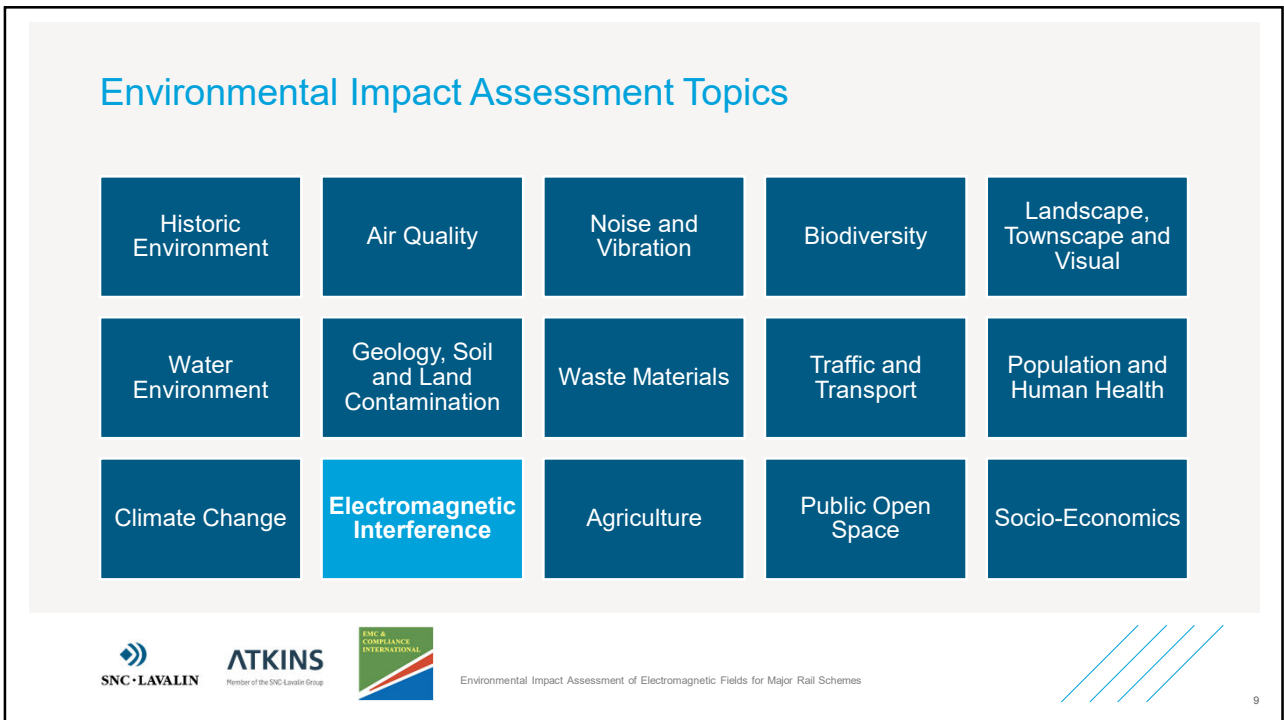 Environmental Impact Assessment Topics
Historic
Environment
Air Quality
Noise and
Vibration
Biodiversity
Landscape,
Townscape and
Visual
Water
Environment
Geology, Soil
and Land
Contamination
Waste Materials
Traffic and
Transport
Population and
Human Health
Climate Change
Electromagnetic
Interference
Agriculture
Public Open
Space
Socio-Economics
SNC·LAVALIN
ATKINS
Member of the SNC-Lavalin Group
EMC &
COMPLIANCE
INTERNATIONAL
Environmental Impact Assessment of Electromagnetic Fields for Major Rail Schemes
9